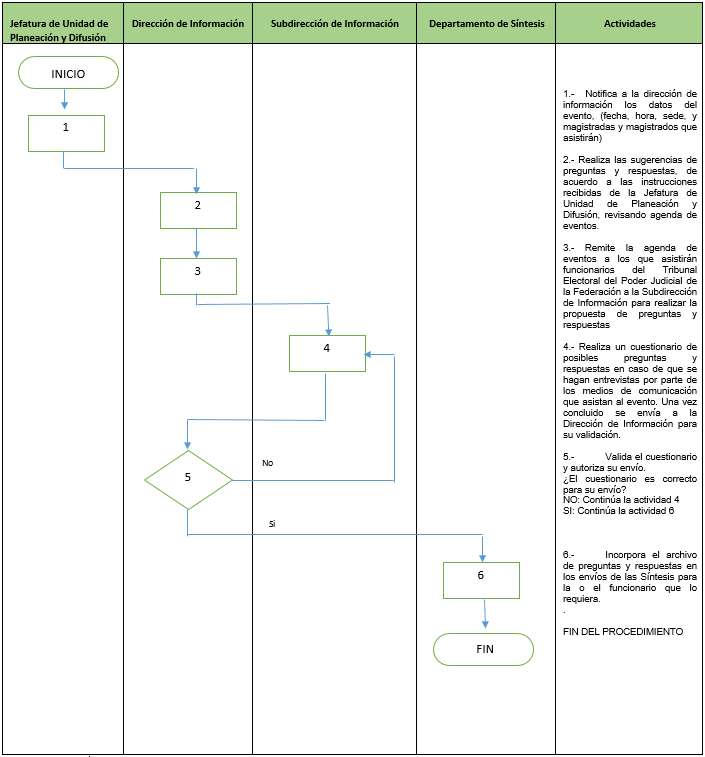 Jefatura de Unidad de
Planeación y Difusión
Dirección de Información
Subdirección de Información
Departamento de Síntesis
Actividades
INICIO
1
2
3
4
5
No
Si
6
FIN
1.- Notifica a la dirección de
información los datos del
evento, (fecha, hora, sede, y
magistradas y magistrados que
asistirán)
2.- Realiza las sugerencias de
preguntas y respuestas, de
acuerdo a las instrucciones
recibidas de la Jefatura de
Unidad de Planeación y
Difusión, revisando agenda de
eventos.
3.- Remite la agenda de
eventos a los que asistirán
funcionarios del Tribunal
Electoral del Poder Judicial de
la Federación a la Subdirección
de Información para realizar la
propuesta de preguntas y
respuestas
4.- Realiza un cuestionario de
posibles preguntas y
respuestas en caso de que se
hagan entrevistas por parte de
los medios de comunicación
que asistan al evento. Una vez
concluido se envía a la
Dirección de Información para
su validación.
5.- Valida el cuestionario
y autoriza su envío.
¿El cuestionario es correcto
para su envío?
NO: Continúa la actividad 4
SI: Continúa la actividad 6
6.- Incorpora el archivo
de preguntas y respuestas en
los envíos de las Síntesis para
la o el funcionario que lo
requiera.
.
FIN DEL PROCEDIMIENTO